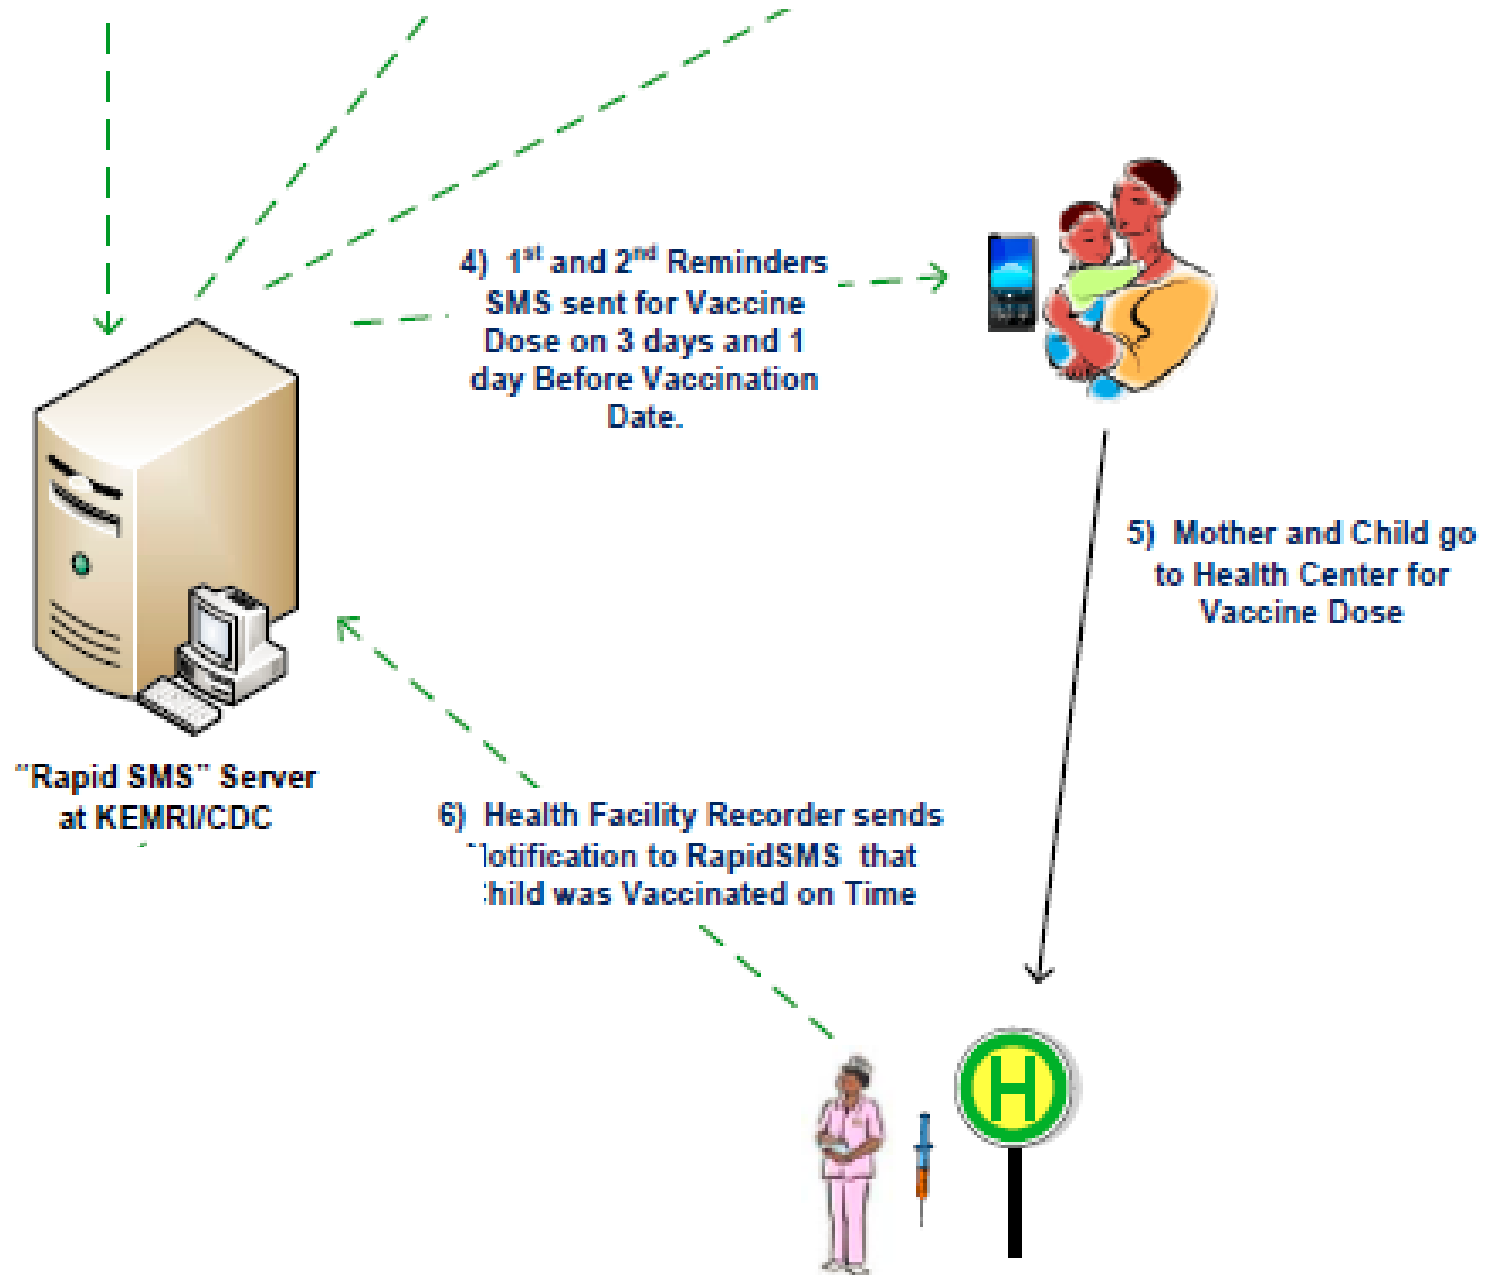 4) 1st and 2nd Reminders
SMS sent for Vaccine
Dose on 3 days and 1
day Before Vaccination
Date.
5) Mother and Child go
to Health Center for
Vaccine Dose
"Rapid SMS" Server
at KEMRI/CDC
6) Health Facility Recorder sends
to RapidSMS that
was Vaccinated on Time
H